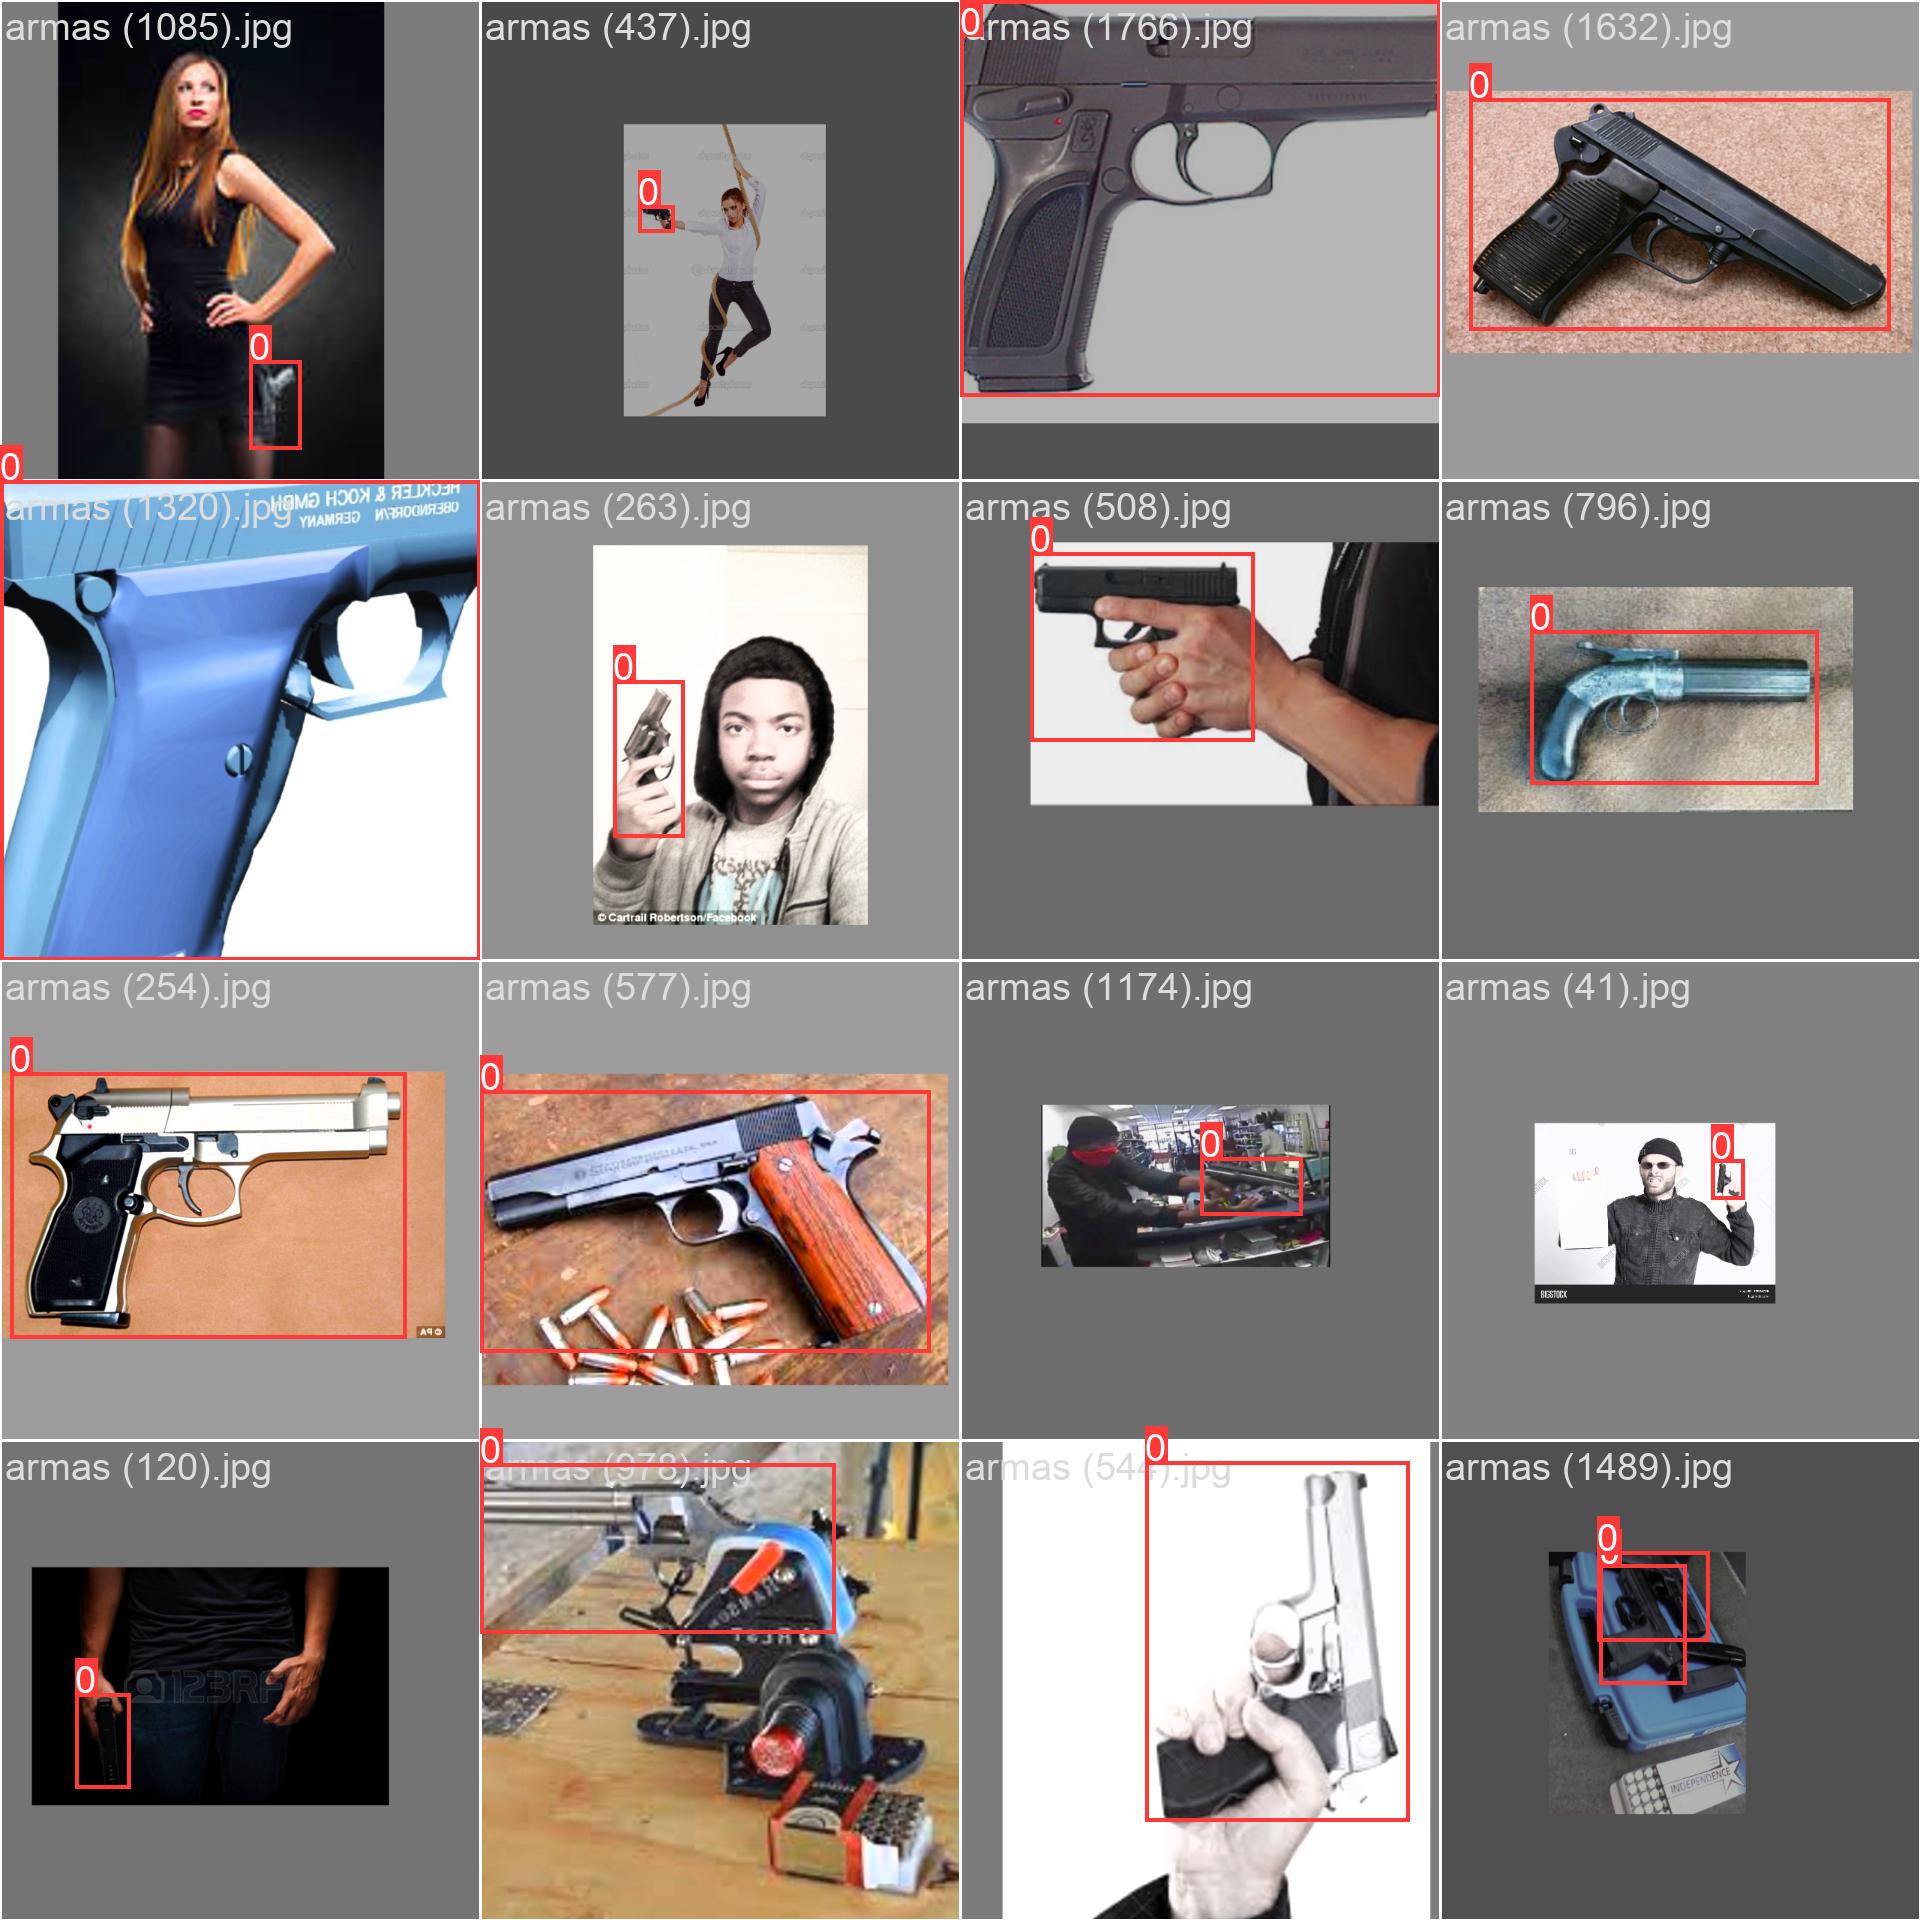 armas (1085).jpg
armas (437).jpg
armas (1766).jpg
armas (1632).jpg
0
0
0
0
0
armas (1320).jpg
HECKLER & KOCH GMBH
OBERNDORF/N GERMANY
armas (263).jpg
armas (508).jpg
armas (796).jpg
0
0
0
© Cartrail Robertson/Facebook
armas (254).jpg
armas (577).jpg
armas (1174).jpg
armas (41).jpg
0
0
0
0
© PA
BIGSTOCK
armas (120).jpg
armas (978).jpg
armas (544).jpg
armas (1489).jpg
0
0
0
0
0
123RF
INDEPENDENCE